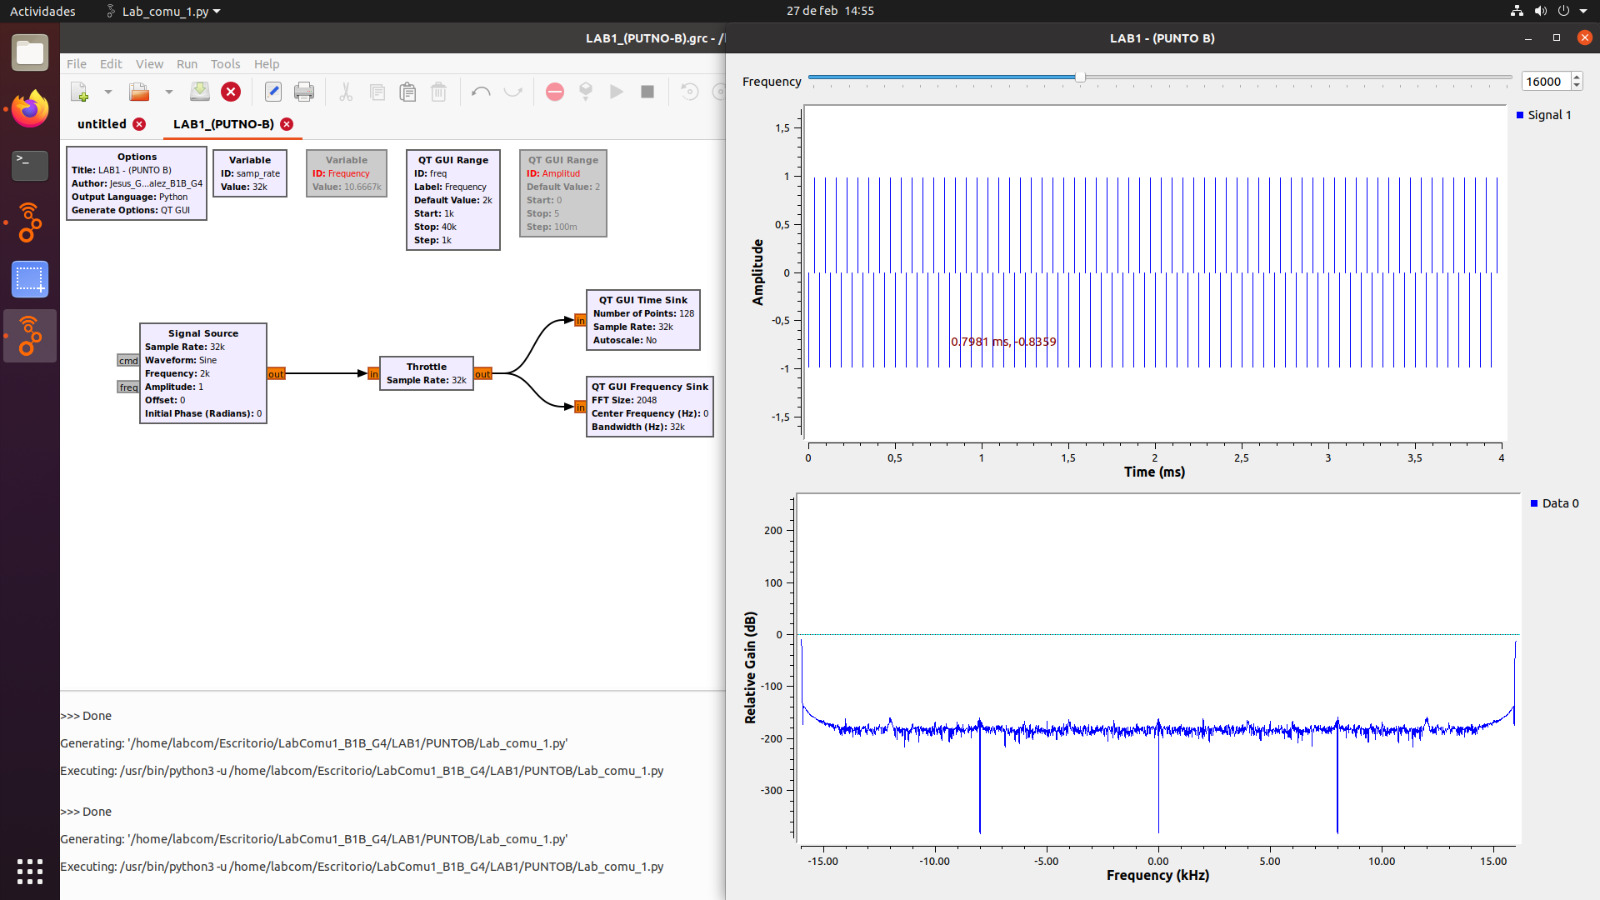 Actividades
Lab_comu_1.py
27 de feb 14:55
LAB1_(PUTNO-B).grc - /
LAB1 - (PUNTO B)
File Edit View Run Tools Help
untitled
LAB1_(PUTNO-B)
Options
Title: LAB1 - (PUNTO B)
Author: Jesus_G...alez_B1B_G4
Output Language: Python
Generate Options: QT GUI
Variable
ID: samp_rate
Value: 32k
Variable
ID: Frequency
Value: 10.6667k
QT GUI Range
ID: freq
Label: Frequency
Default Value: 2k
Start: 1k
Stop: 40k
Step: 1k
QT GUI Range
ID: Amplitud
Default Value: 2
Start: 0
Stop: 5
Step: 100m
Signal Source
Sample Rate: 32k
Waveform: Sine
Frequency: 2k
Amplitude: 1
Offset: 0
Initial Phase (Radians): 0
cmd
freq
out
in
Throttle
Sample Rate: 32k
out
in
QT GUI Time Sink
Number of Points: 128
Sample Rate: 32k
Autoscale: No
in
QT GUI Frequency Sink
FFT Size: 2048
Center Frequency (Hz): 0
Bandwidth (Hz): 32k
>>> Done
Generating: '/home/labcom/Escritorio/LabComu1_B1B_G4/LAB1/PUNTOB/Lab_comu_1.py'
Executing: /usr/bin/python3 -u /home/labcom/Escritorio/LabComu1_B1B_G4/LAB1/PUNTOB/Lab_comu_1.py
>>> Done
Generating: '/home/labcom/Escritorio/LabComu1_B1B_G4/LAB1/PUNTOB/Lab_comu_1.py'
Executing: /usr/bin/python3 -u /home/labcom/Escritorio/LabComu1_B1B_G4/LAB1/PUNTOB/Lab_comu_1.py
Frequency
16000
Signal 1
Amplitude
1,5
1
0,5
0
-0,5
-1
-1,5
0.7981 ms, -0.8359
0 0,5 1 1,5 2 2,5 3 3,5 4
Time (ms)
Data 0
Relative Gain (dB)
200
100
0
-100
-200
-300
-15.00 -10.00 -5.00 0.00 5.00 10.00 15.00
Frequency (kHz)